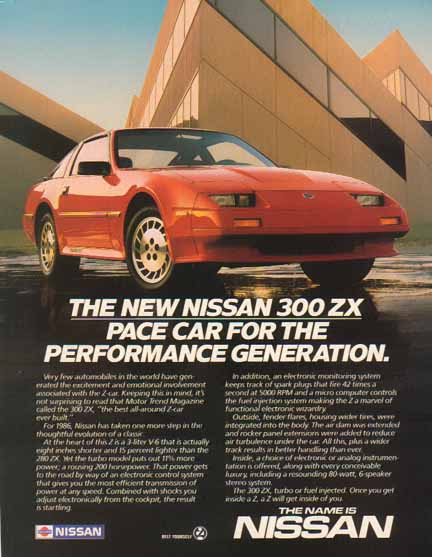 THE NEW NISSAN 300 ZX
PACE CAR FOR THE
PERFORMANCE GENERATION.
Very few automobiles in the world have gen-
erated the excitement and emotional involvement
associated with the Z-car. Keeping this in mind, it's
not surprising to read that Motor Trend Magazine
called the 300 ZX, "the best all-around Z-car
ever built."
For 1986, Nissan has taken one more step in the
thoughtful evolution of a classic.
At the heart of this Z is a 3-liter V6 that is actually
eight inches shorter and 15 percent lighter than the
280 ZX. Yet the turbo model puts out 11% more
power; a rousing 200 horsepower. That power gets
to the road by way of an electronic control system
that gives you the most efficient transmission of
power at any speed. Combined with shocks you
adjust electronically from the cockpit, the result
is startling.
In addition, an electronic monitoring system
keeps track of spark plugs that fire 42 times a
second at 5000 RPM and a micro computer controls
the fuel injection system making the Z a marvel of
functional electronic wizardry.
Outside, fender flares, housing wider tires, were
integrated into the body. The air dam was extended
and rocker panel extensions were added to reduce
air turbulence under the car. All this, plus a wider
track results in better handling than ever.
Inside, a choice of electronic or analog instrumen-
tation is offered, along with every conceivable
luxury, including a resounding 80-watt, 6-speaker
stereo system.
The 300 ZX, turbo or fuel injected. Once you get
inside a Z, a Z will get inside of you.
NISSAN
BELT YOURSELF
THE NAME IS
NISSAN